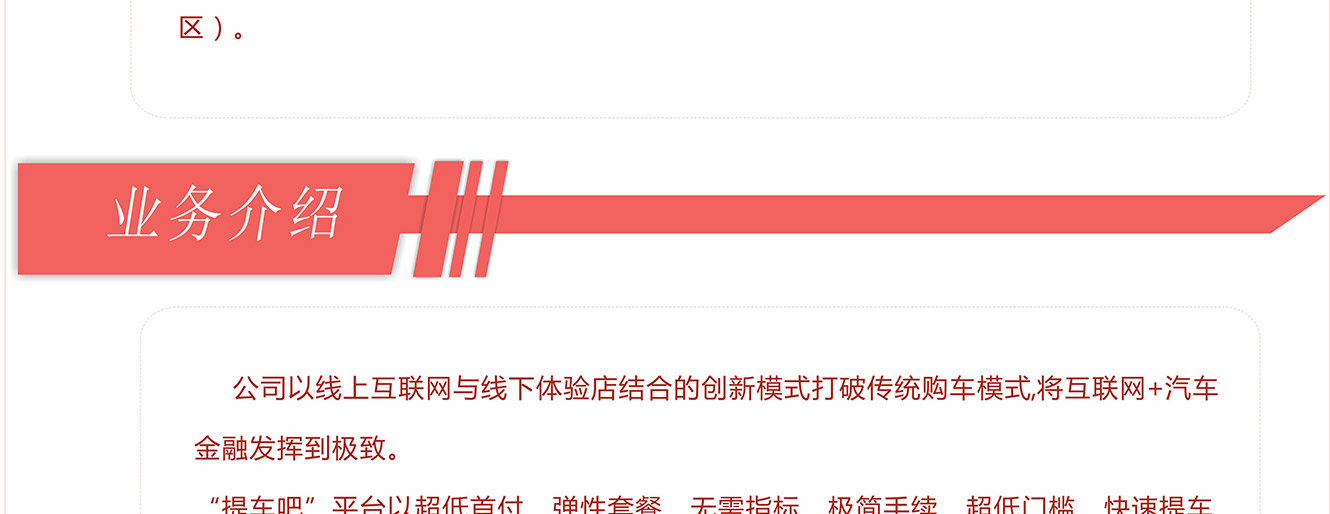 区）。
业务介绍
公司以线上互联网与线下体验店结合的创新模式打破传统购车模式,将互联网+汽车
金融发挥到极致。
“提车吧”平台以超低首付、弹性套餐、无需指标、极简手续、超低门槛、快速提车